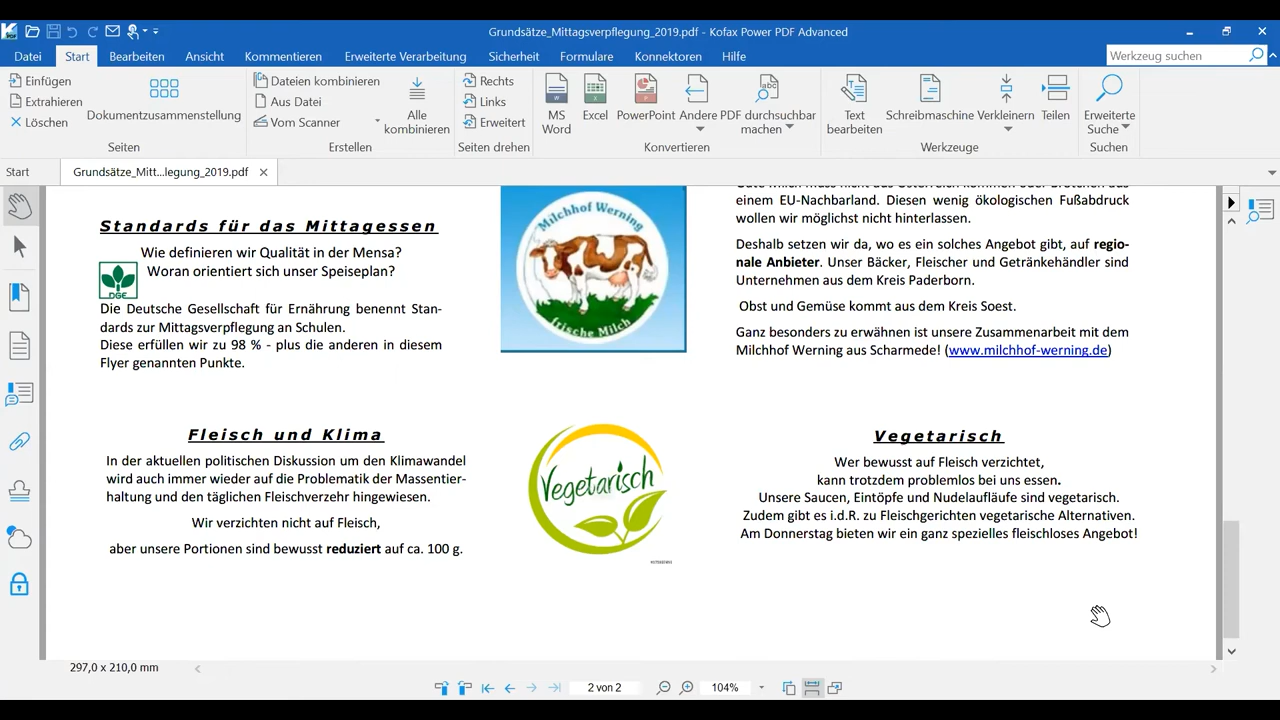 Grundsätze_Mittagsverpflegung_2019.pdf - Kofax Power PDF Advanced
Datei Start Bearbeiten Ansicht Kommentieren Erweiterte Verarbeitung Sicherheit Formulare Konnektoren Hilfe
Werkzeug suchen
Einfügen
Extrahieren
Löschen
Dokumentzusammenstellung
Seiten
Dateien kombinieren
Aus Datei
Vom Scanner
Alle
kombinieren
Erstellen
Rechts
Links
Erweitert
Seiten drehen
MS
Word
Excel
PowerPoint
Andere
PDF durchsuchbar
machen
Konvertieren
Text
bearbeiten
Schreibmaschine
Verkleinern
Teilen
Werkzeuge
Erweiterte
Suche
Suchen
Start
Grundsätze_Mitt...legung_2019.pdf
Standards für das Mittagessen
Wie definieren wir Qualität in der Mensa?
Woran orientiert sich unser Speiseplan?
DGE
Die Deutsche Gesellschaft für Ernährung benennt Stan-
dards zur Mittagsverpflegung an Schulen.
Diese erfüllen wir zu 98 % - plus die anderen in diesem
Flyer genannten Punkte.
Milchhof Werning
frische Milch
einem EU-Nachbarland. Diesen wenig ökologischen Fußabdruck
wollen wir möglichst nicht hinterlassen.
Deshalb setzen wir da, wo es ein solches Angebot gibt, auf regio-
nale Anbieter. Unser Bäcker, Fleischer und Getränkehändler sind
Unternehmen aus dem Kreis Paderborn.
Obst und Gemüse kommt aus dem Kreis Soest.
Ganz besonders zu erwähnen ist unsere Zusammenarbeit mit dem
Milchhof Werning aus Scharmede! (www.milchhof-werning.de)
Fleisch und Klima
In der aktuellen politischen Diskussion um den Klimawandel
wird auch immer wieder auf die Problematik der Massentier-
haltung und den täglichen Fleischverzehr hingewiesen.
Wir verzichten nicht auf Fleisch,
aber unsere Portionen sind bewusst reduziert auf ca. 100 g.
Vegetarisch
Vegetarisch
Wer bewusst auf Fleisch verzichtet,
kann trotzdem problemlos bei uns essen.
Unsere Saucen, Eintöpfe und Nudelaufläufe sind vegetarisch.
Zudem gibt es i.d.R. zu Fleischgerichten vegetarische Alternativen.
Am Donnerstag bieten wir ein ganz spezielles fleischloses Angebot!
297,0 x 210,0 mm
2 von 2
104%